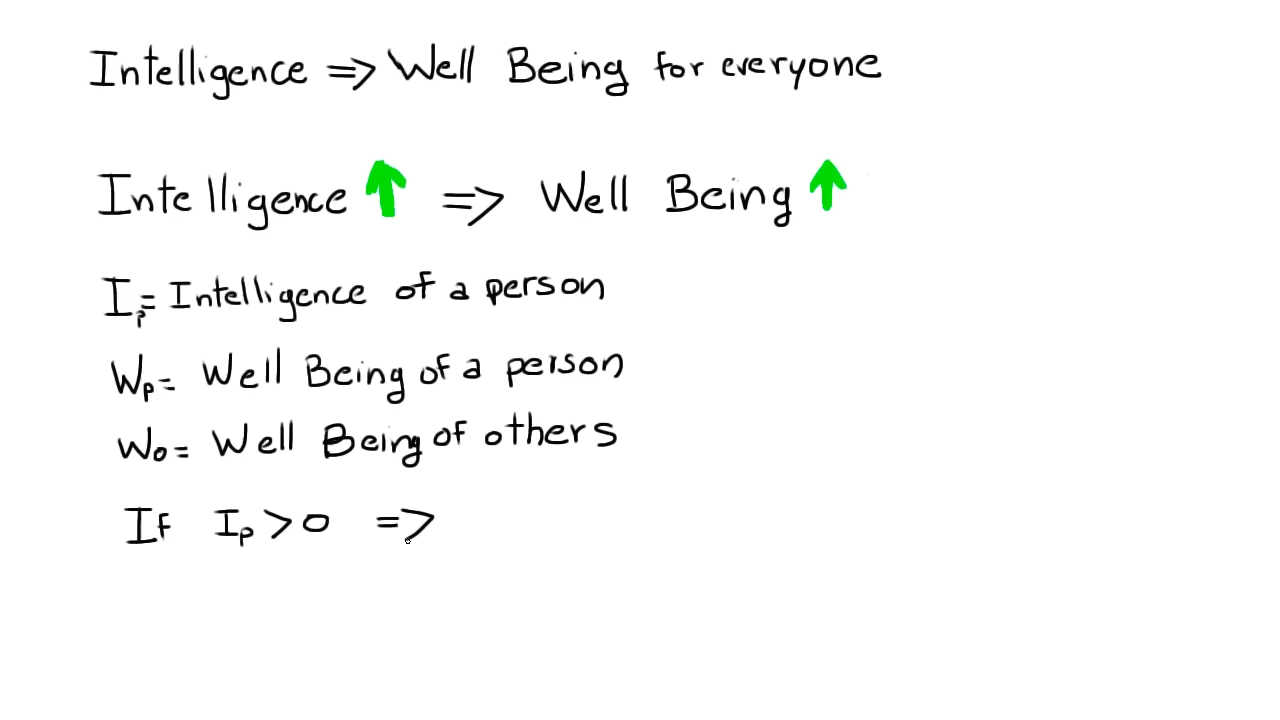 Intelligence => Well Being for everyone
Intelligence ↑ => Well Being ↑
Ip = Intelligence of a person
Wp = Well Being of a person
Wo = Well Being of others
If Ip > 0 =>